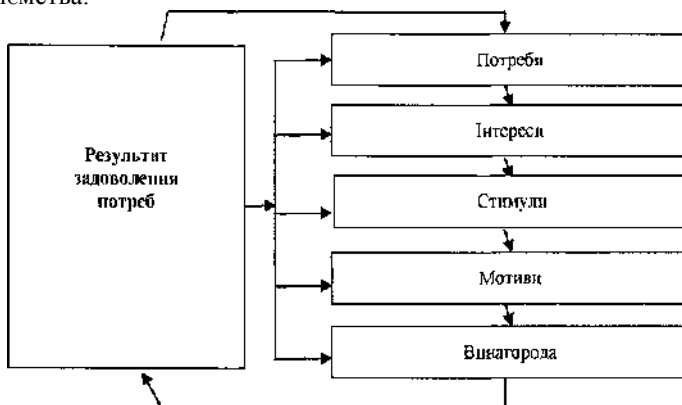 Результат
задоволення
потреб
Потреби
Інтереси
Стимули
Мотиви
Винагорода